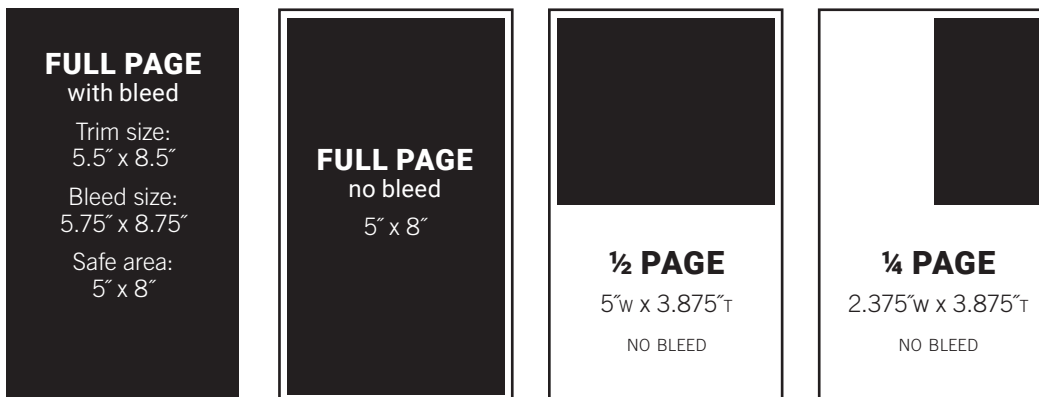 FULL PAGE
with bleed
Trim size:
5.5˝ x 8.5˝
Bleed size:
5.75˝ x 8.75˝
Safe area:
5˝ x 8˝
FULL PAGE
no bleed
5˝ x 8˝
½ PAGE
5˝W x 3.875˝T
NO BLEED
¼ PAGE
2.375˝W x 3.875˝T
NO BLEED